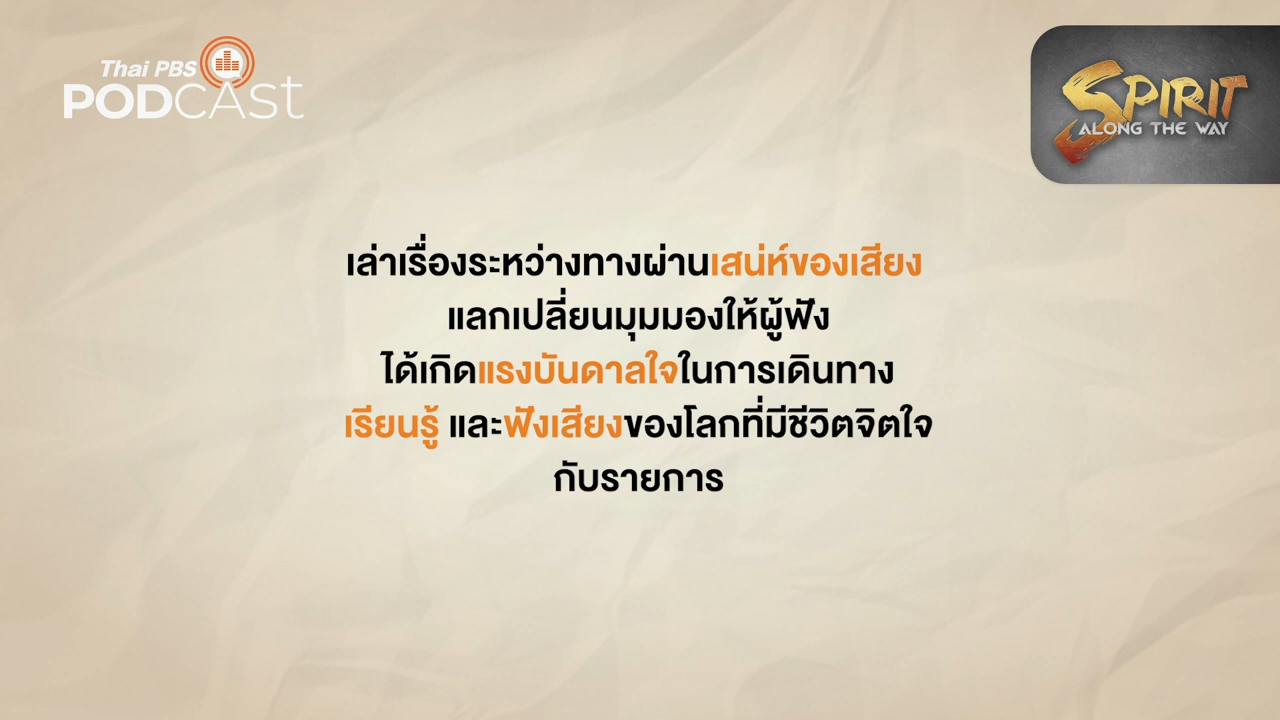 Thai PBS
PODCASt
SPIRIT
ALONG THE WAY
เล่าเรื่องระหว่างทางผ่านเสน่ห์ของเสียง
แลกเปลี่ยนมุมมองให้ผู้ฟัง
ได้เกิดแรงบันดาลใจในการเดินทาง
เรียนรู้ และฟังเสียงของโลกที่มีชีวิตจิตใจ
กับรายการ